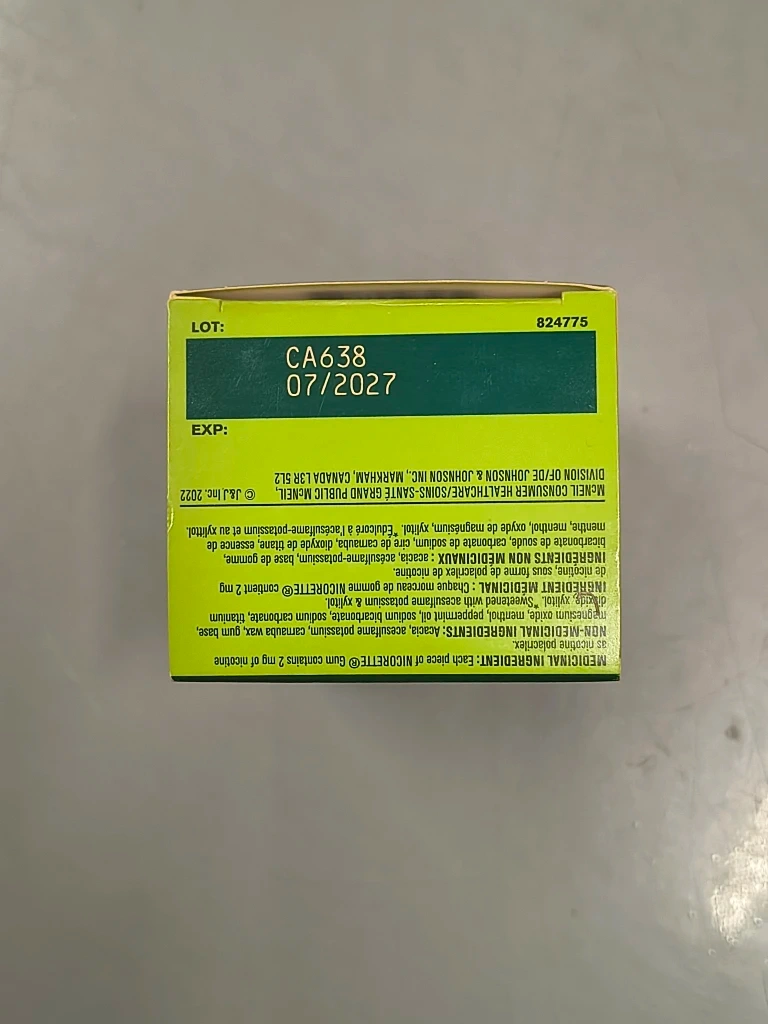 LOT:
824775
CA638
07/2027
EXP:
MEDICINAL INGREDIENT: Each piece of NICORETTE® Gum contains 2 mg of nicotine
as nicotine polacrilex.
NON-MEDICINAL INGREDIENTS: Acacia, acesulfame potassium, carnauba wax, gum base,
magnesium oxide, menthol, peppermint oil, sodium bicarbonate, sodium carbonate, titanium
dioxide, xylitol. *Sweetened with acesulfame potassium & xylitol.
INGRÉDIENT MÉDICINAL : Chaque morceau de gomme NICORETTE® contient 2 mg
de nicotine, sous forme de polacrilex de nicotine.
INGRÉDIENTS NON MÉDICINAUX : acacia, acésulfame-potassium, base de gomme,
bicarbonate de soude, carbonate de sodium, cire de carnauba, dioxyde de titane, essence de
menthe, menthol, oxyde de magnésium, xylitol. *Édulcoré à l'acésulfame-potassium et au xylitol.
McNEIL CONSUMER HEALTHCARE/SOINS-SANTÉ GRAND PUBLIC McNEIL,
DIVISION OF/DE JOHNSON & JOHNSON INC., MARKHAM, CANADA L3R 5L2
© J&J Inc. 2022